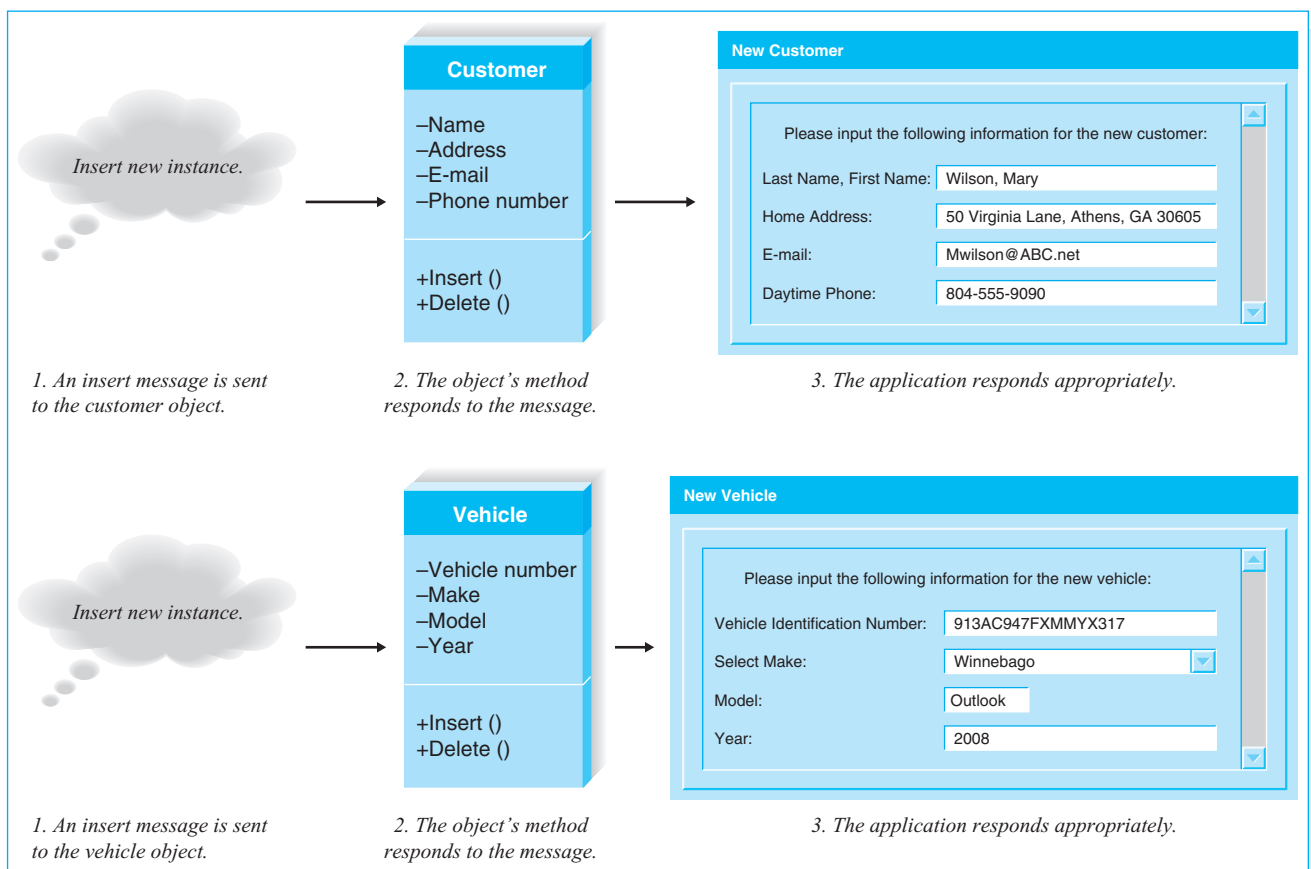 Insert new instance.
Customer
–Name
–Address
–E-mail
–Phone number
+Insert ()
+Delete ()
New Customer
Please input the following information for the new customer:
Last Name, First Name: Wilson, Mary
Home Address: 50 Virginia Lane, Athens, GA 30605
E-mail: Mwilson@ABC.net
Daytime Phone: 804-555-9090
1. An insert message is sent
to the customer object.
2. The object’s method
responds to the message.
3. The application responds appropriately.
Insert new instance.
Vehicle
–Vehicle number
–Make
–Model
–Year
+Insert ()
+Delete ()
New Vehicle
Please input the following information for the new vehicle:
Vehicle Identification Number: 913AC947FXMMYX317
Select Make: Winnebago
Model: Outlook
Year: 2008
1. An insert message is sent
to the vehicle object.
2. The object’s method
responds to the message.
3. The application responds appropriately.